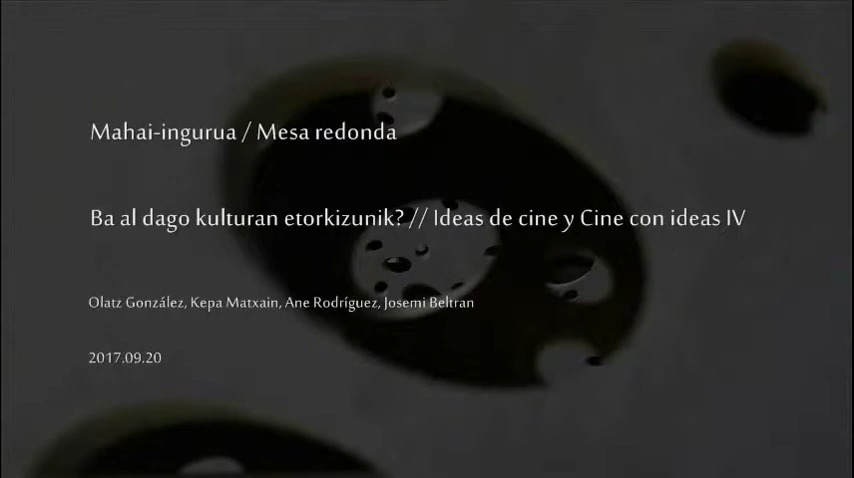 Mahai-ingurua / Mesa redonda
Ba al dago kulturan etorkizunik? // Ideas de cine y Cine con ideas IV
Olatz González, Kepa Matxain, Ane Rodríguez, Josemi Beltran
2017.09.20